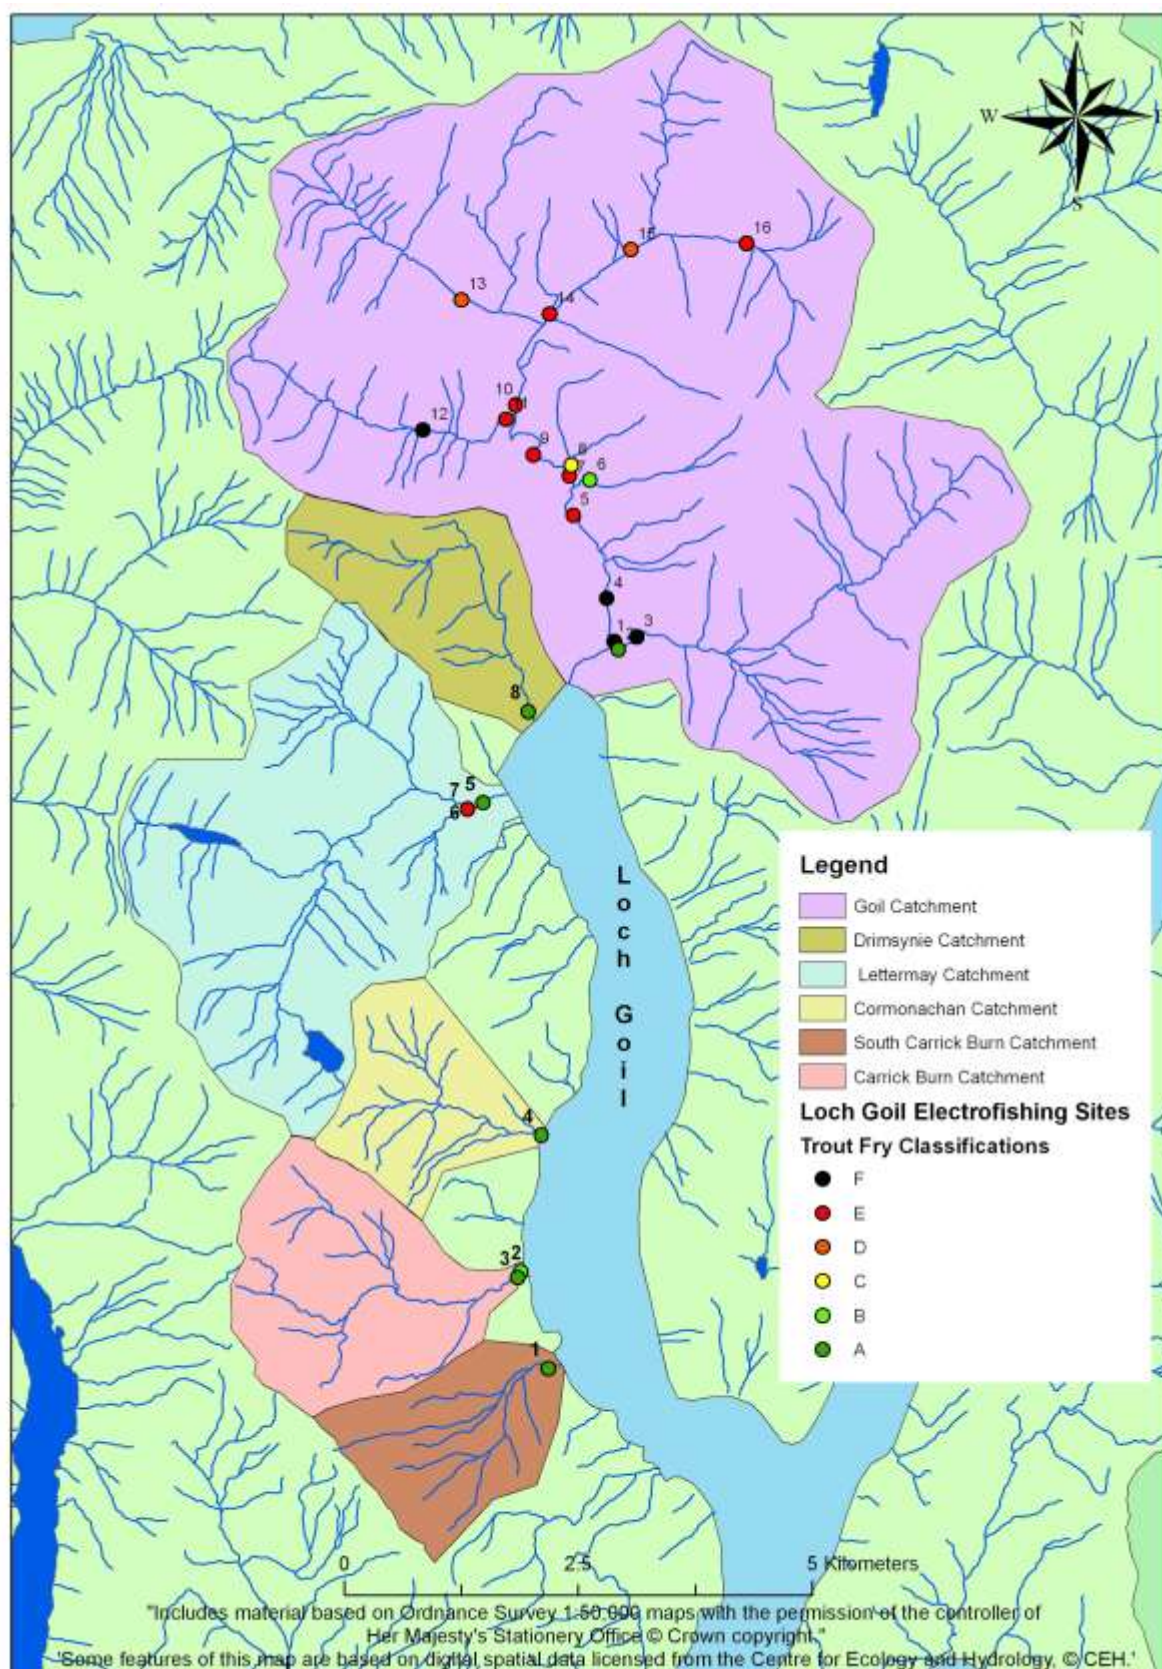 N
W
S
15
16
13
14
10
12
9
8
7
6
5
4
1
3
8
7
5
6
Loch Goil
4
3
2
1
Legend
Goil Catchment
Drimsynie Catchment
Lettermay Catchment
Cormonachan Catchment
South Carrick Burn Catchment
Carrick Burn Catchment
Loch Goil Electrofishing Sites
Trout Fry Classifications
F
E
D
C
B
A
0 2.5 5 Kilometers
"Includes material based on Ordnance Survey 1:50,000 maps with the permission of the controller of
Her Majesty's Stationery Office © Crown copyright."
'Some features of this map are based on digital spatial data licensed from the Centre for Ecology and Hydrology, © CEH.'